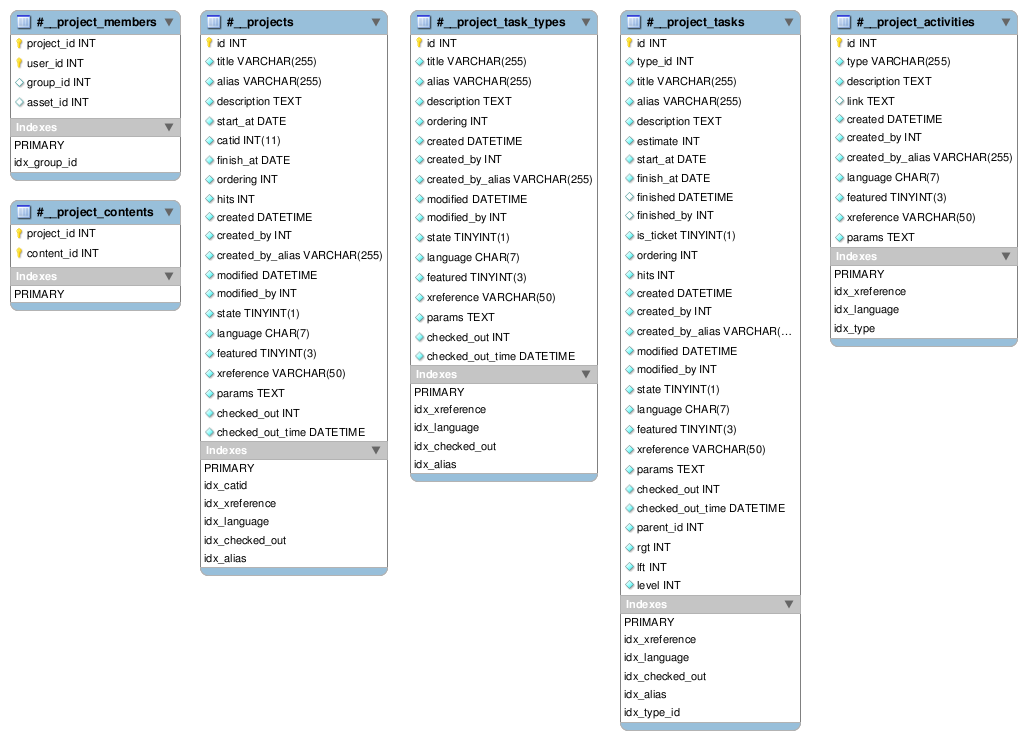 #__project_members
project_id INT
user_id INT
group_id INT
asset_id INT
Indexes
PRIMARY
idx_group_id
#__project_contents
project_id INT
content_id INT
Indexes
PRIMARY
#__projects
id INT
title VARCHAR(255)
alias VARCHAR(255)
description TEXT
start_at DATE
catid INT(11)
finish_at DATE
ordering INT
hits INT
created DATETIME
created_by INT
created_by_alias VARCHAR(255)
modified DATETIME
modified_by INT
state TINYINT(1)
language CHAR(7)
featured TINYINT(3)
xreference VARCHAR(50)
params TEXT
checked_out INT
checked_out_time DATETIME
Indexes
PRIMARY
idx_catid
idx_xreference
idx_language
idx_checked_out
idx_alias
#__project_task_types
id INT
title VARCHAR(255)
alias VARCHAR(255)
description TEXT
ordering INT
created DATETIME
created_by INT
created_by_alias VARCHAR(255)
modified DATETIME
modified_by INT
state TINYINT(1)
language CHAR(7)
featured TINYINT(3)
xreference VARCHAR(50)
params TEXT
checked_out INT
checked_out_time DATETIME
Indexes
PRIMARY
idx_xreference
idx_language
idx_checked_out
idx_alias
#__project_tasks
id INT
type_id INT
title VARCHAR(255)
alias VARCHAR(255)
description TEXT
estimate INT
start_at DATE
finish_at DATE
finished DATETIME
finished_by INT
is_ticket TINYINT(1)
ordering INT
hits INT
created DATETIME
created_by INT
created_by_alias VARCHAR(...
modified DATETIME
modified_by INT
state TINYINT(1)
language CHAR(7)
featured TINYINT(3)
xreference VARCHAR(50)
params TEXT
checked_out INT
checked_out_time DATETIME
parent_id INT
rgt INT
lft INT
level INT
Indexes
PRIMARY
idx_xreference
idx_language
idx_checked_out
idx_alias
idx_type_id
#__project_activities
id INT
type VARCHAR(255)
description TEXT
link TEXT
created DATETIME
created_by INT
created_by_alias VARCHAR(255)
language CHAR(7)
featured TINYINT(3)
xreference VARCHAR(50)
params TEXT
Indexes
PRIMARY
idx_xreference
idx_language
idx_type